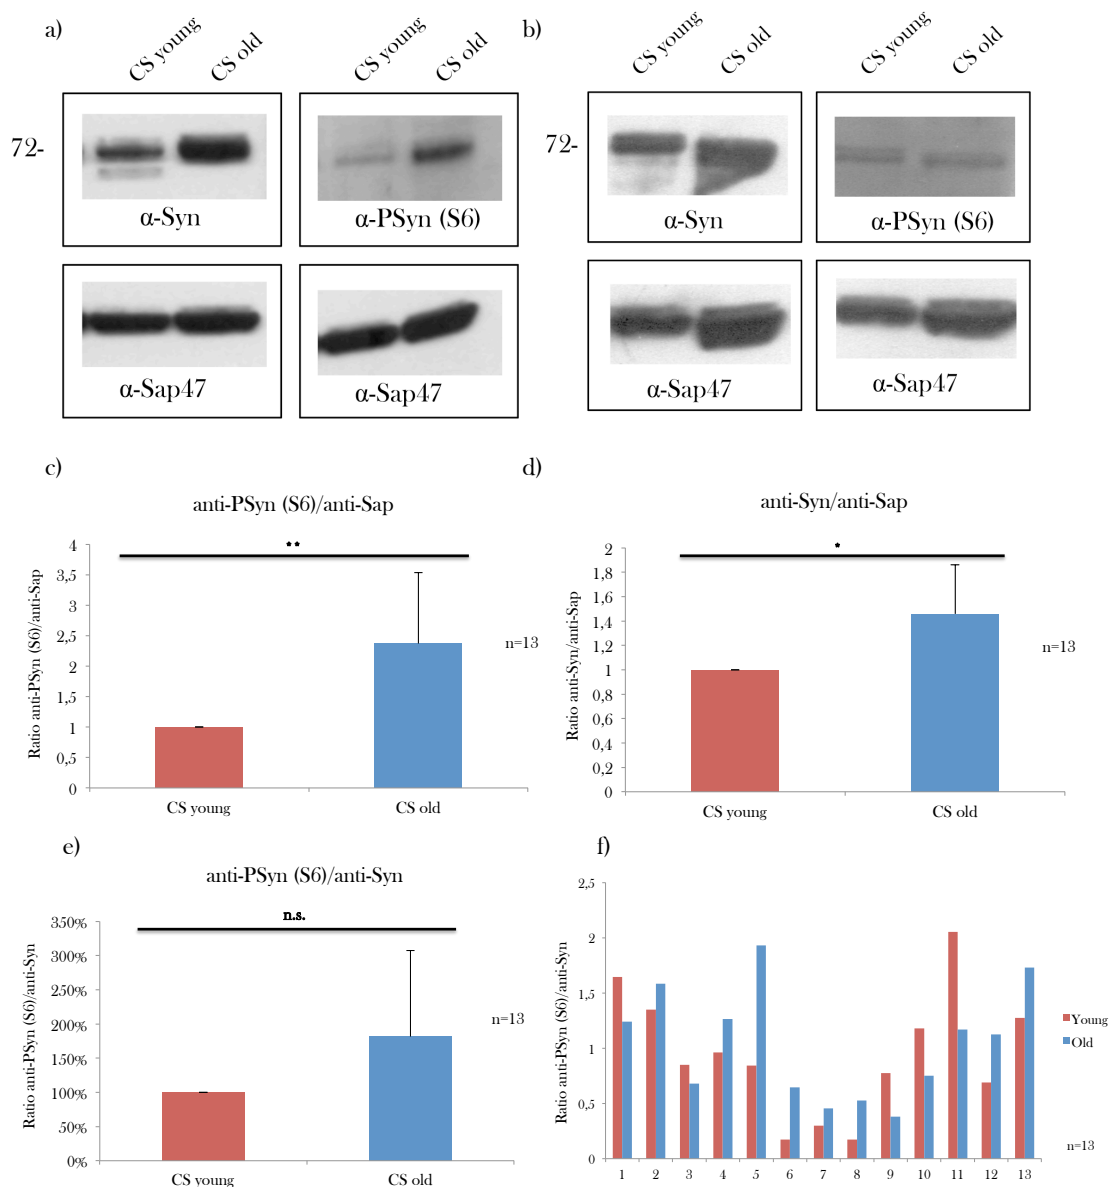 a)
CS young
CS old
CS young
CS old
b)
CS young
CS old
CS young
CS old
72-
α-Syn
α-PSyn (S6)
72-
α-Syn
α-PSyn (S6)
α-Sap47
α-Sap47
α-Sap47
α-Sap47
c)
anti-PSyn (S6)/anti-Sap
**
Ratio anti-PSyn (S6)/anti-Sap
4
3,5
3
2,5
2
1,5
1
0,5
0
n=13
CS young
CS old
d)
anti-Syn/anti-Sap
*
Ratio anti-Syn/anti-Sap
2
1,8
1,6
1,4
1,2
1
0,8
0,6
0,4
0,2
0
n=13
CS young
CS old
e)
anti-PSyn (S6)/anti-Syn
n.s.
Ratio anti-PSyn (S6)/anti-Syn
350%
300%
250%
200%
150%
100%
50%
0%
n=13
CS young
CS old
f)
Ratio anti-PSyn (S6)/anti-Syn
2,5
2
1,5
1
0,5
0
1 2 3 4 5 6 7 8 9 10 11 12 13
Young
Old
n=13